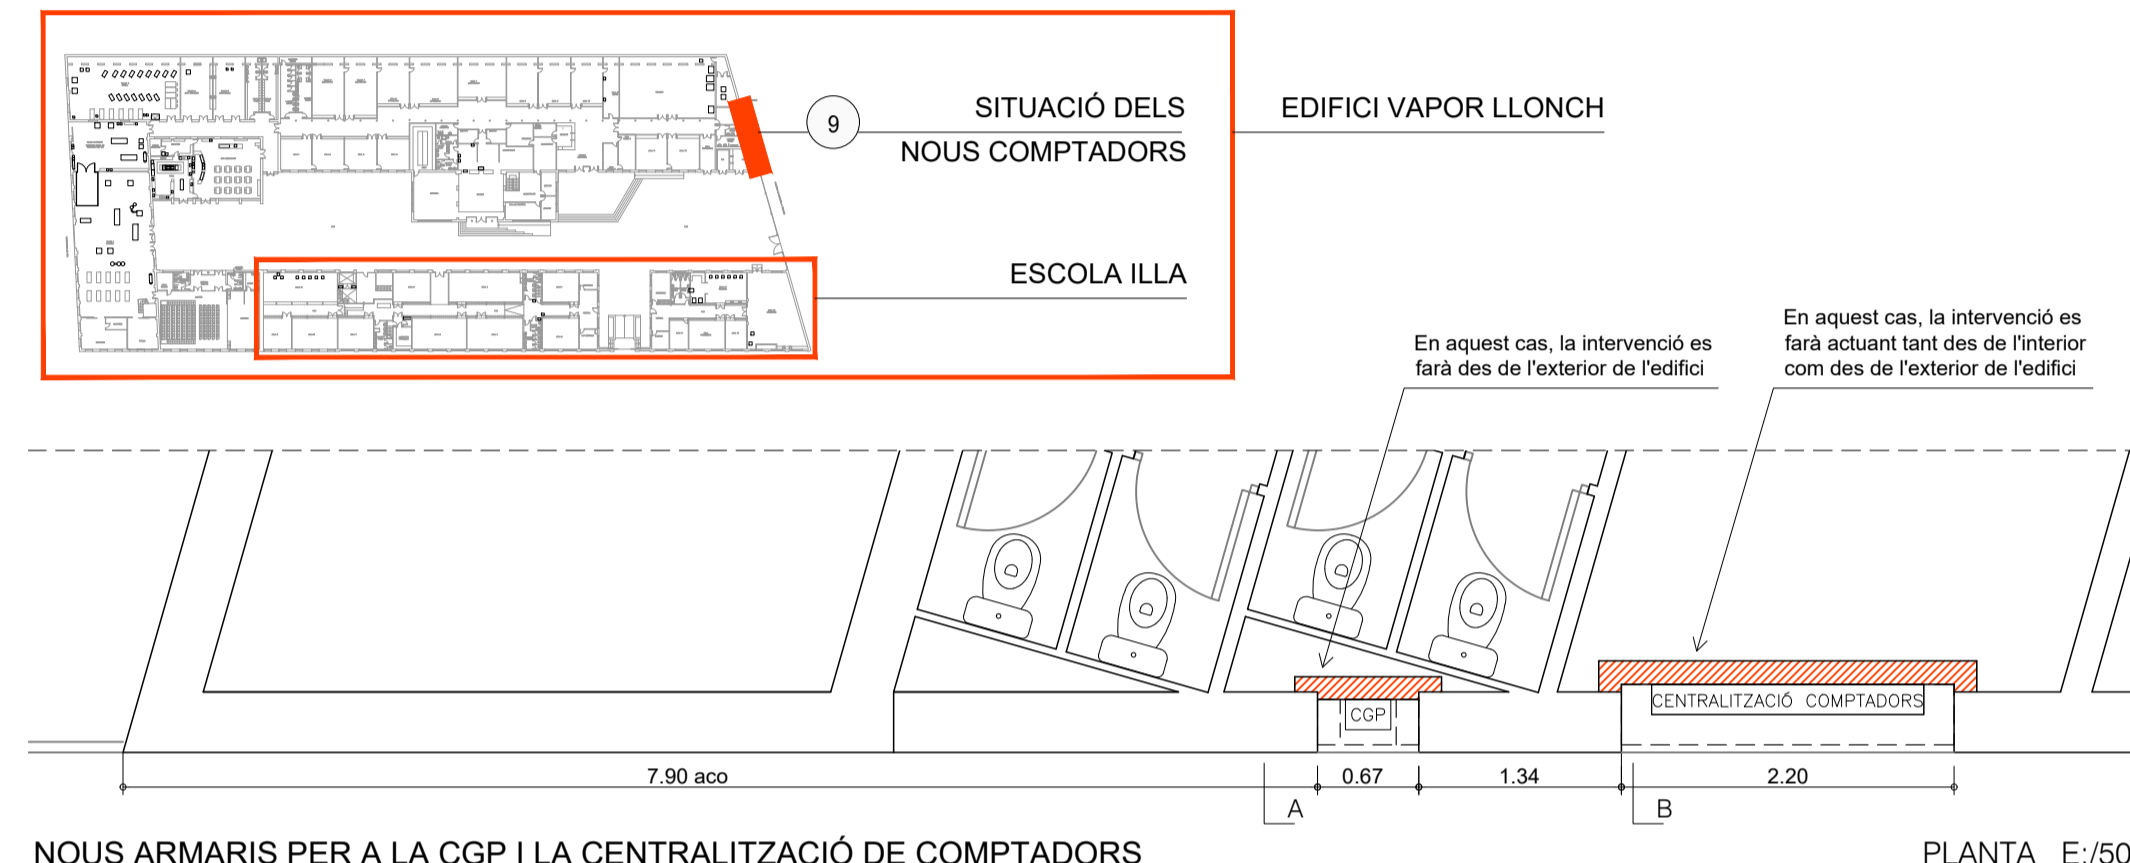 9
SITUACIÓ DELS
NOUS COMPTADORS
EDIFICI VAPOR LLONCH
ESCOLA ILLA
En aquest cas, la intervenció es
farà des de l'exterior de l'edifici
En aquest cas, la intervenció es
farà actuant tant des de l'interior
com des de l'exterior de l'edifici
CGP
CENTRALITZACIÓ COMPTADORS
7.90 aco
0.67
1.34
2.20
A
B
NOUS ARMARIS PER A LA CGP I LA CENTRALITZACIÓ DE COMPTADORS
PLANTA E:/50